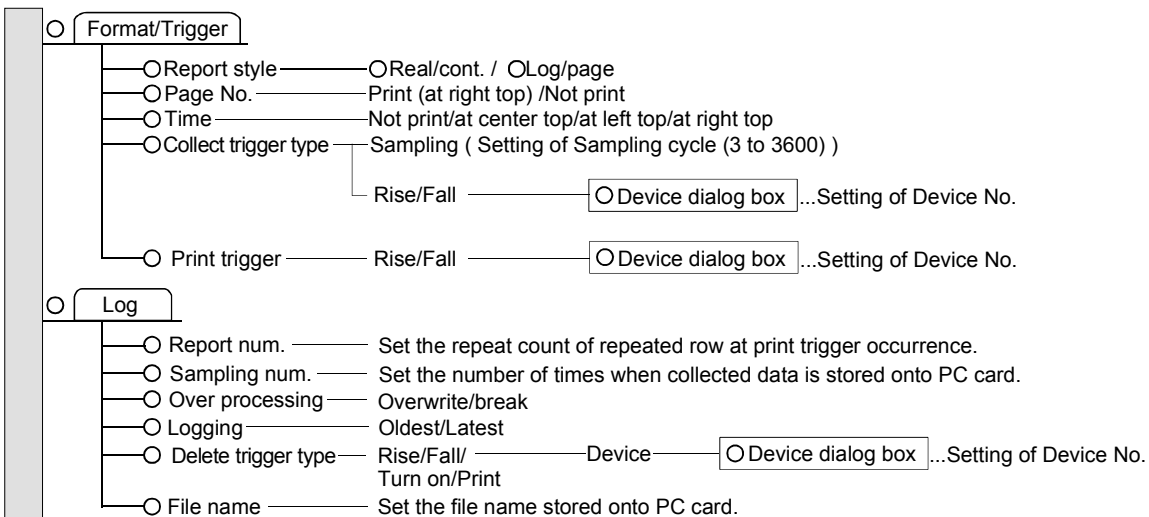 Format/Trigger
Report style Real/cont. / Log/page
Page No. Print (at right top) /Not print
Time Not print/at center top/at left top/at right top
Collect trigger type Sampling ( Setting of Sampling cycle (3 to 3600) )
Rise/Fall Device dialog box ...Setting of Device No.
Print trigger Rise/Fall Device dialog box ...Setting of Device No.
Log
Report num. Set the repeat count of repeated row at print trigger occurrence.
Sampling num. Set the number of times when collected data is stored onto PC card.
Over processing Overwrite/break
Logging Oldest/Latest
Delete trigger type Rise/Fall/ Device Device dialog box ...Setting of Device No.
Turn on/Print
File name Set the file name stored onto PC card.